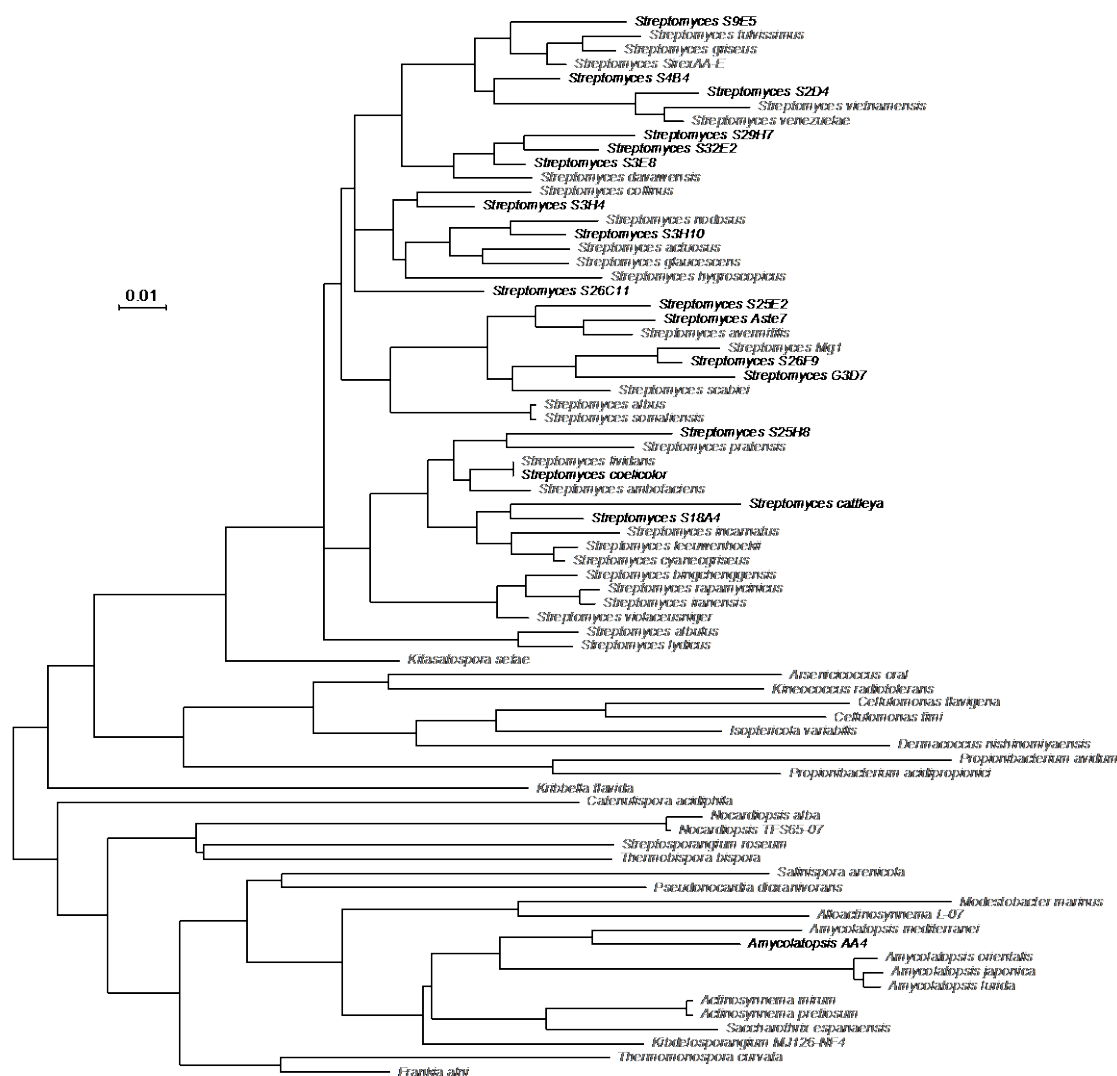 Streptomyces S9E5
Streptomyces fulvissimus
Streptomyces griseus
Streptomyces SirexAA-E
Streptomyces S4B4
Streptomyces S2D4
Streptomyces vietnamensis
Streptomyces venezuelae
Streptomyces S29H7
Streptomyces S32E2
Streptomyces S3E8
Streptomyces davawensis
Streptomyces collinus
Streptomyces S3H4
Streptomyces nodosus
Streptomyces S3H10
Streptomyces actuosus
Streptomyces glaucescens
Streptomyces hygroscopicus
Streptomyces S26C11
0.01
Streptomyces S25E2
Streptomyces Aste7
Streptomyces avermitilis
Streptomyces Mg1
Streptomyces S26F9
Streptomyces G3D7
Streptomyces scabiei
Streptomyces albus
Streptomyces somaliensis
Streptomyces S25H8
Streptomyces pratensis
Streptomyces lividans
Streptomyces coelicolor
Streptomyces ambofaciens
Streptomyces cattleya
Streptomyces S18A4
Streptomyces incarnatus
Streptomyces leeuwenhoekii
Streptomyces cyaneogriseus
Streptomyces bingchenggensis
Streptomyces rapamycinicus
Streptomyces iranensis
Streptomyces violaceusniger
Streptomyces albulus
Streptomyces lydicus
Kitasatospora setae
Arsenicicoccus oral
Kineococcus radiotolerans
Cellulomonas flavigena
Cellulomonas fimi
Isoptericola variabilis
Dermacoccus nishinomiyaensis
Propionibacterium avidum
Propionibacterium acidipropionici
Kribbella flavida
Catenulispora acidiphila
Nocardiopsis alba
Nocardiopsis TFS65-07
Streptosporangium roseum
Thermobispora bispora
Salinispora arenicola
Pseudonocardia dioxanivorans
Modestobacter marinus
Alloactinosynnema L-07
Amycolatopsis mediterranei
Amycolatopsis AA4
Amycolatopsis orientalis
Amycolatopsis japonica
Amycolatopsis lurida
Actinosynnema mirum
Actinosynnema pretiosum
Saccharothrix espanaensis
Kibdelosporangium MJ126-NF4
Thermomonospora curvata
Frankia alni